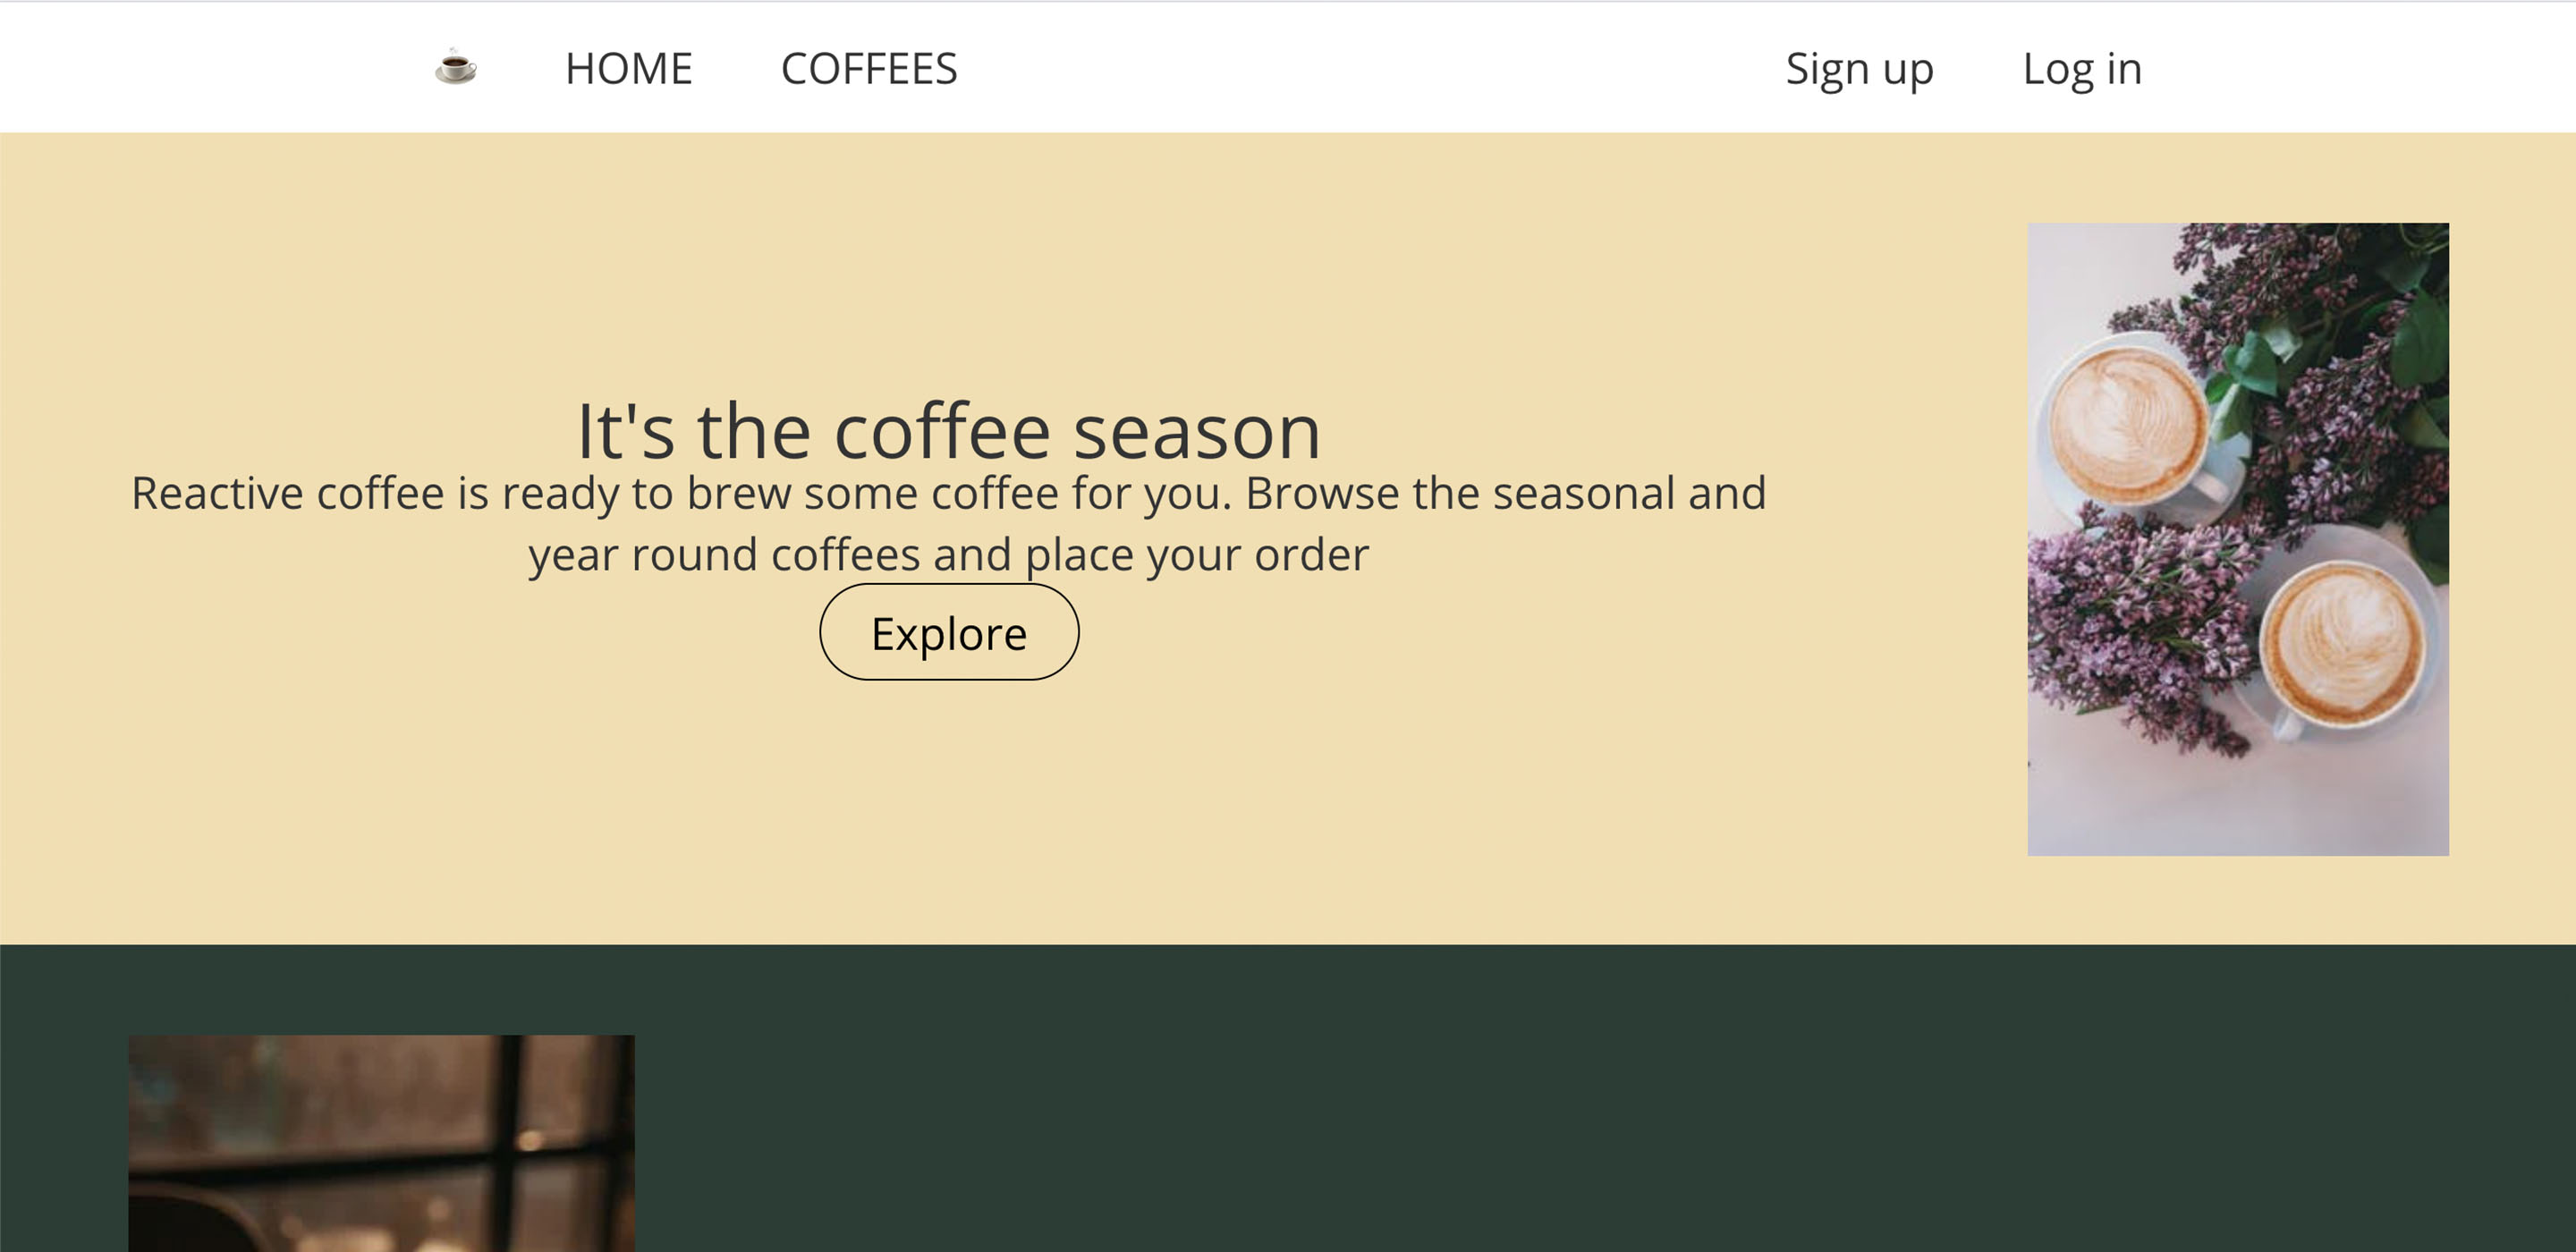 HOME COFFEES Sign up Log in
It's the coffee season
Reactive coffee is ready to brew some coffee for you. Browse the seasonal and
year round coffees and place your order
Explore